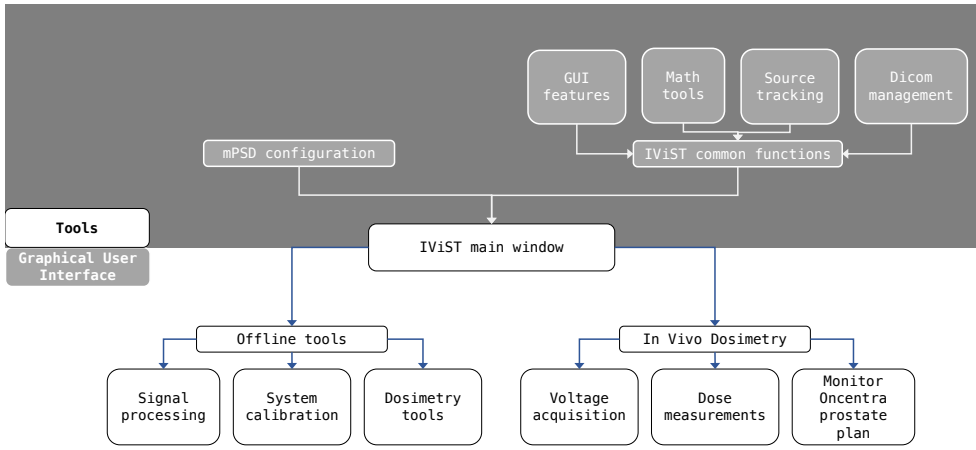 GUI
features
Math
tools
Source
tracking
Dicom
management
mPSD configuration
IViST common functions
Tools
Graphical User
Interface
IViST main window
Offline tools
In Vivo Dosimetry
Signal
processing
System
calibration
Dosimetry
tools
Voltage
acquisition
Dose
measurements
Monitor
Oncentra
prostate
plan